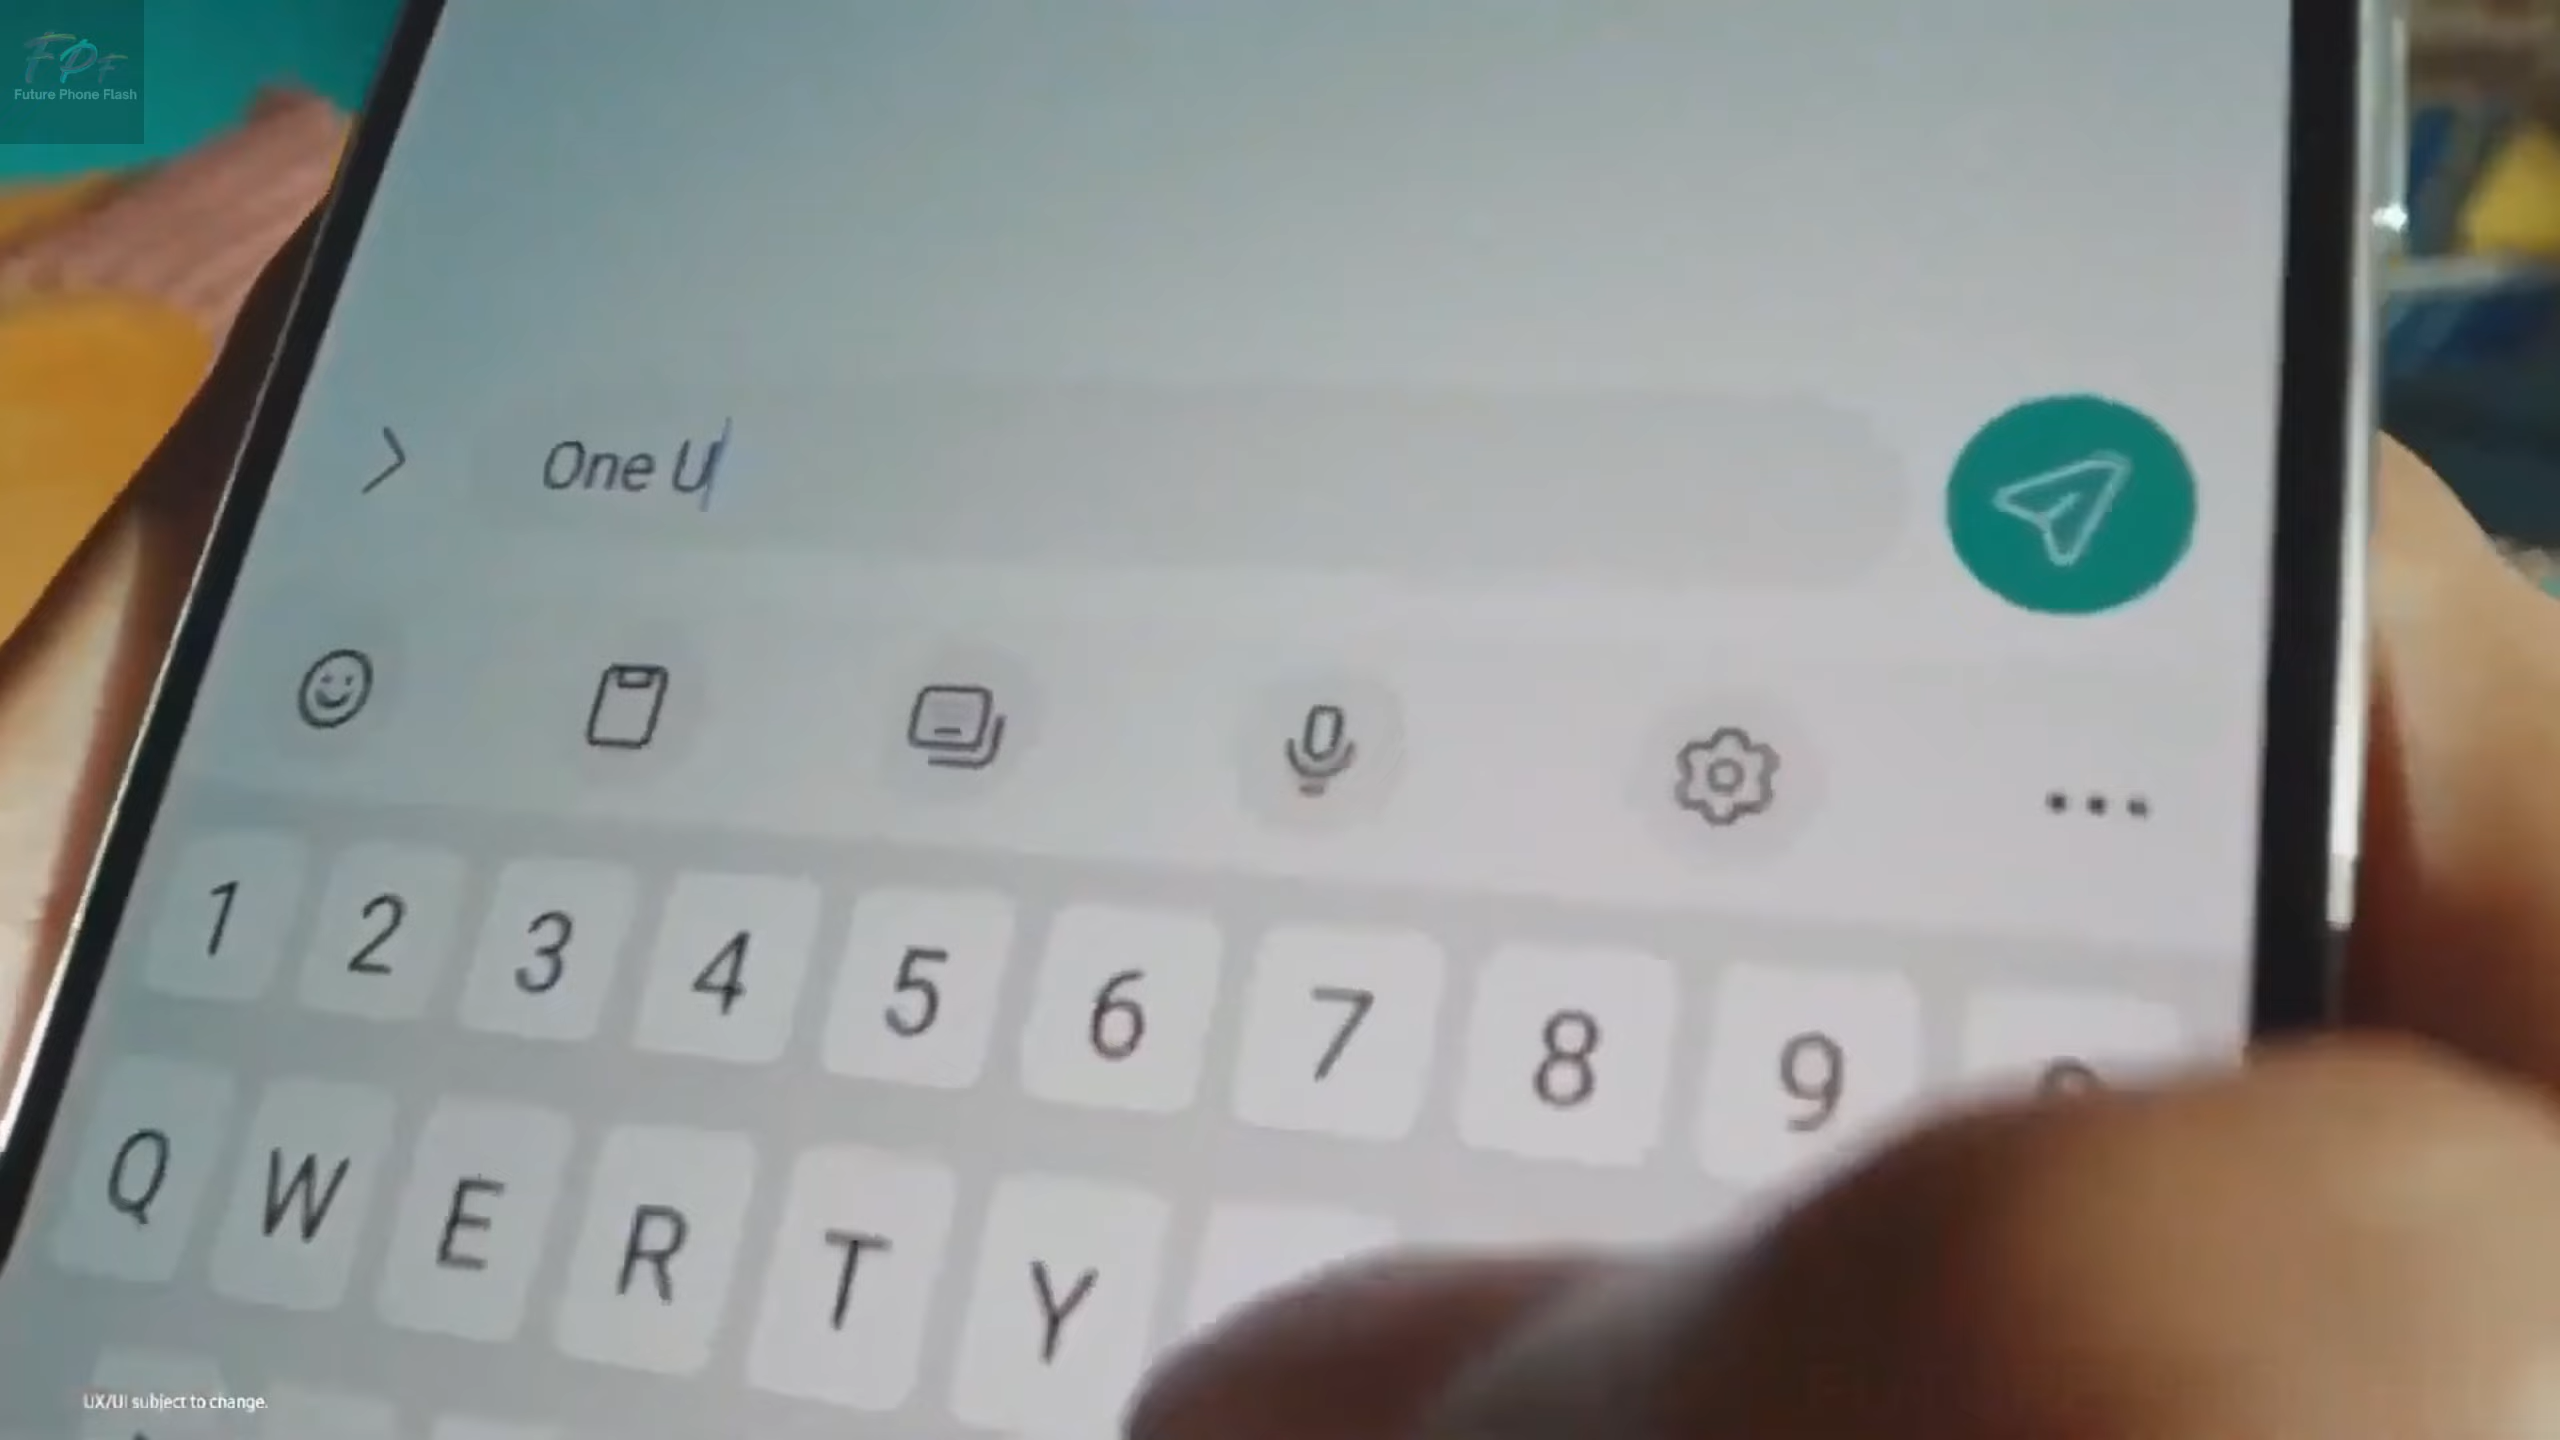 FPF
Future Phone Flash
One U
1 2 3 4 5 6 7 8 9
Q W E R T Y
UX/UI subject to change.